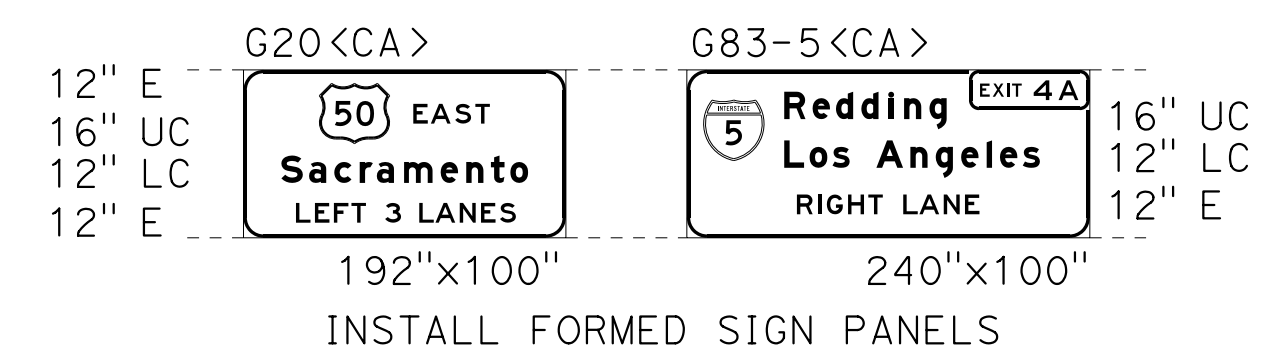 G20<CA>
G83-5<CA>
12" E
16" UC
12" LC
12" E
50 EAST
Sacramento
LEFT 3 LANES
INTERSTATE
5
Redding
Los Angeles
RIGHT LANE
EXIT 4A
16" UC
12" LC
12" E
192"x100"
240"x100"
INSTALL FORMED SIGN PANELS